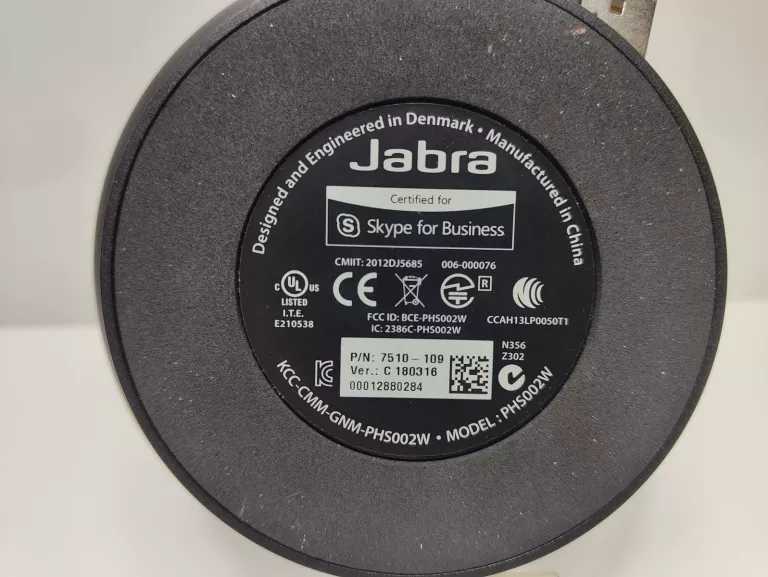 Designed and Engineered in Denmark • Manufactured in China
Jabra
Certified for
S Skype for Business
CMIIT: 2012DJ5685 006-000076
C UL US
LISTED
I.T.E.
E210538
CE
R
FCC ID: BCE-PHS002W
IC: 2386C-PHS002W
CCAH13LP0050T1
P/N: 7510-109
Ver.: C 180316
00012880284
N356
Z302
KCC-CMM-GNM-PHS002W • MODEL: PHS002W